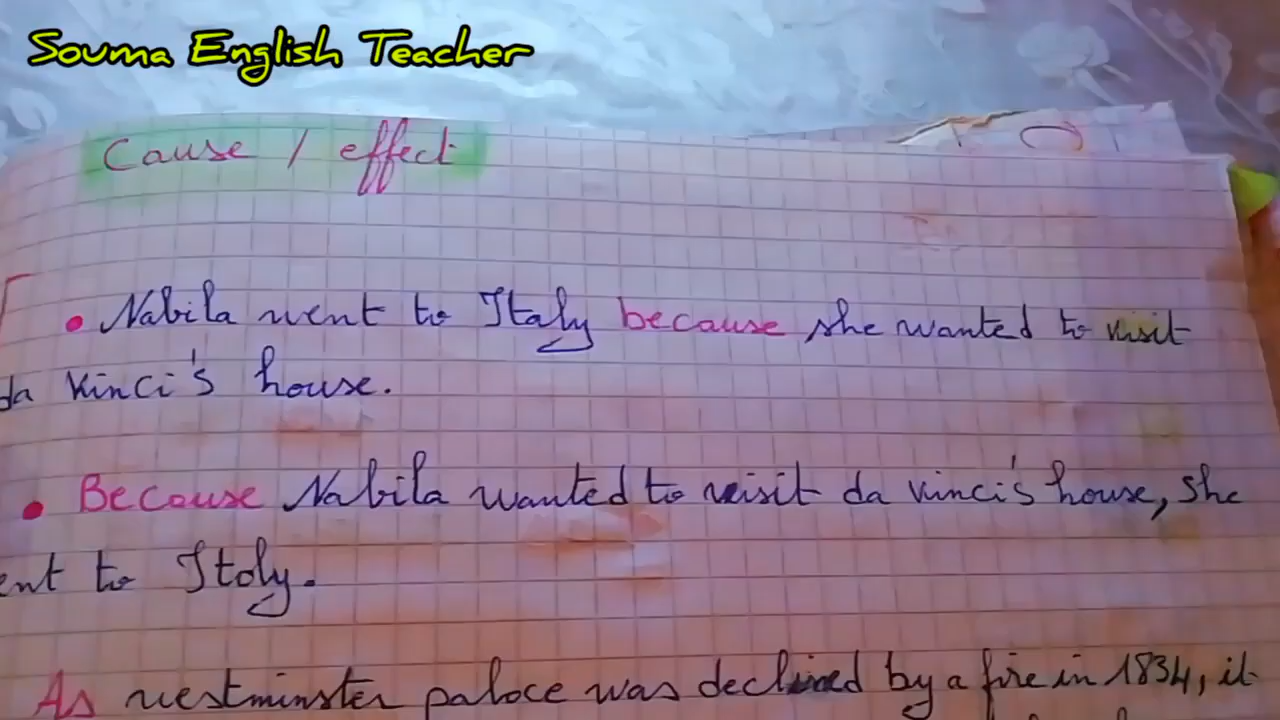 Souma English Teacher
Cause / effect
• Nabila went to Italy because she wanted to visit
da Vinci's house.
• Because Nabila wanted to visit da Vinci's house, she
ent to Italy.
As westminster palace was declined by a fire in 1834, it